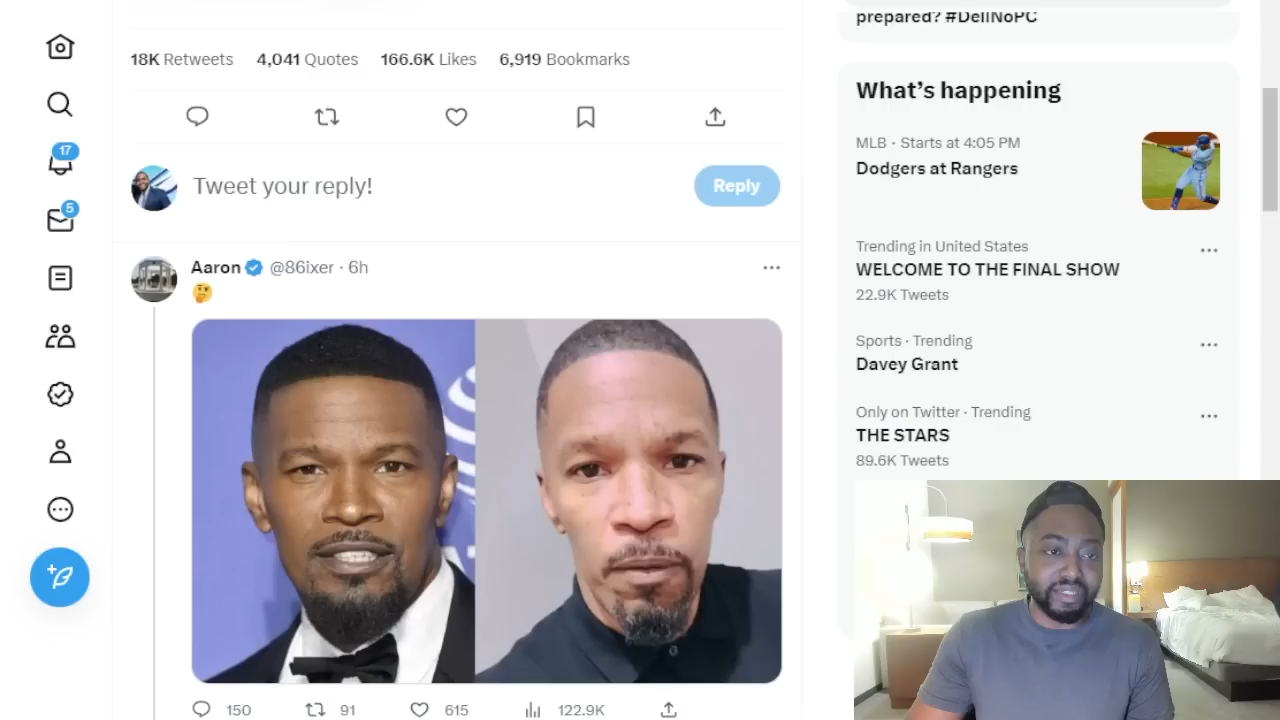 18K Retweets 4,041 Quotes 166.6K Likes 6,919 Bookmarks
17
5
Tweet your reply!
Reply
Aaron @86ixer · 6h
150 91 615 122.9K
prepared? #DellNoPC
What's happening
MLB · Starts at 4:05 PM
Dodgers at Rangers
Trending in United States
WELCOME TO THE FINAL SHOW
22.9K Tweets
Sports · Trending
Davey Grant
Only on Twitter · Trending
THE STARS
89.6K Tweets